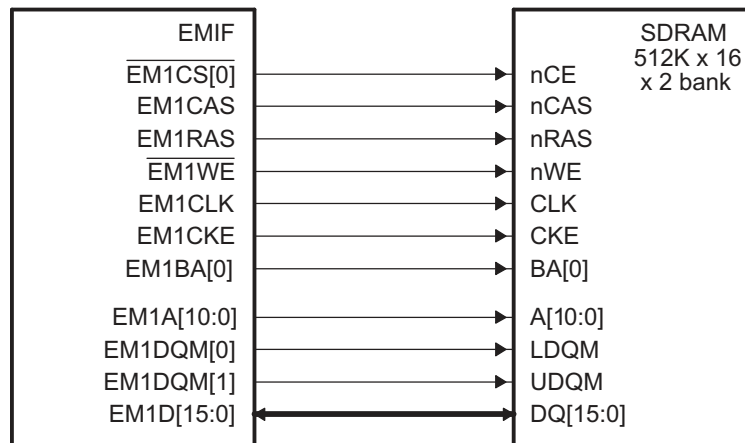 EMIF
EM1CS[0]
EM1CAS
EM1RAS
EM1WE
EM1CLK
EM1CKE
EM1BA[0]
EM1A[10:0]
EM1DQM[0]
EM1DQM[1]
EM1D[15:0]
SDRAM
512K x 16
x 2 bank
nCE
nCAS
nRAS
nWE
CLK
CKE
BA[0]
A[10:0]
LDQM
UDQM
DQ[15:0]